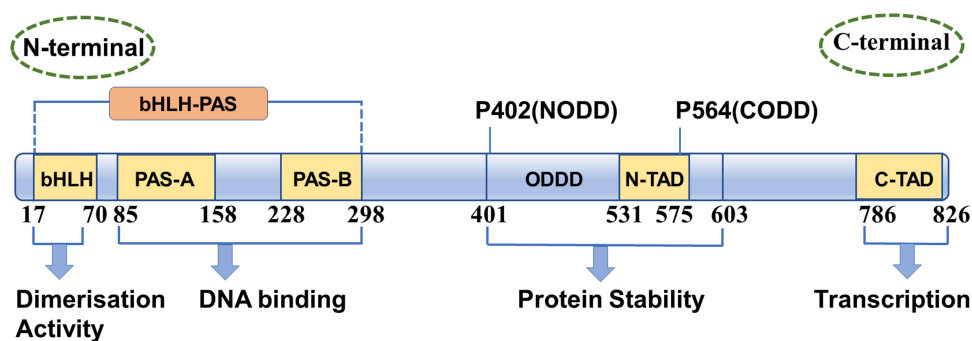 N-terminal
C-terminal
bHLH-PAS
P402(NODD)
P564(CODD)
bHLH
PAS-A
PAS-B
ODDD
N-TAD
C-TAD
17
70
85
158
228
298
401
531
575
603
786
826
Dimerisation
Activity
DNA binding
Protein Stability
Transcription